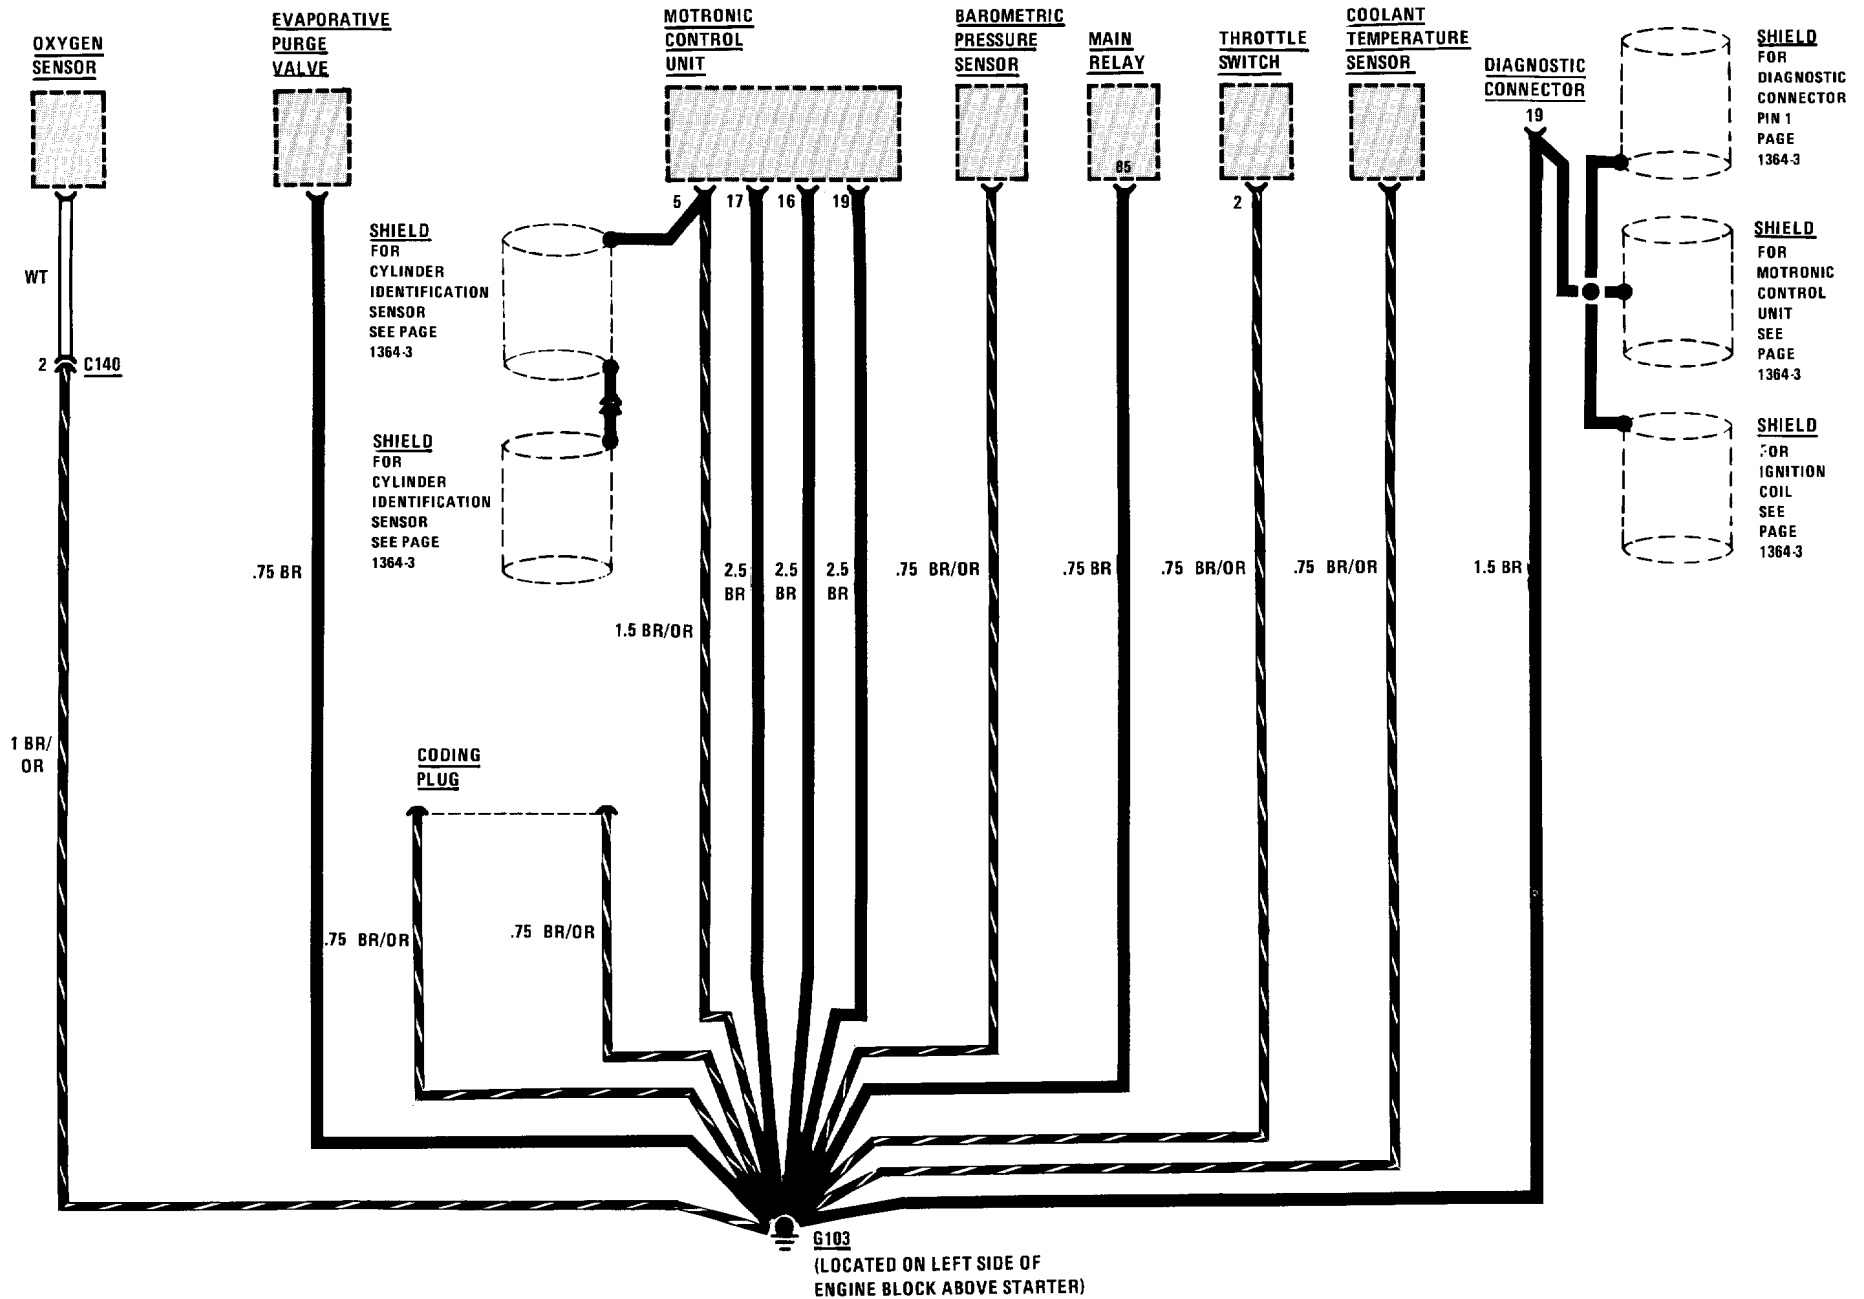 OXYGEN
SENSOR
EVAPORATIVE
PURGE
VALVE
MOTRONIC
CONTROL
UNIT
BAROMETRIC
PRESSURE
SENSOR
MAIN
RELAY
85
THROTTLE
SWITCH
COOLANT
TEMPERATURE
SENSOR
DIAGNOSTIC
CONNECTOR
19
SHIELD
FOR
DIAGNOSTIC
CONNECTOR
PIN 1
PAGE
1364-3
5
17
16
19
2
WT
2
C140
SHIELD
FOR
CYLINDER
IDENTIFICATION
SENSOR
SEE PAGE
1364-3
SHIELD
FOR
MOTRONIC
CONTROL
UNIT
SEE
PAGE
1364-3
SHIELD
FOR
CYLINDER
IDENTIFICATION
SENSOR
SEE PAGE
1364-3
SHIELD
FOR
IGNITION
COIL
SEE
PAGE
1364-3
.75 BR
2.5
BR
2.5
BR
2.5
BR
.75 BR/OR
.75 BR
.75 BR/OR
.75 BR/OR
1.5 BR
1.5 BR/OR
1 BR/
OR
CODING
PLUG
.75 BR/OR
.75 BR/OR
G103
(LOCATED ON LEFT SIDE OF
ENGINE BLOCK ABOVE STARTER)